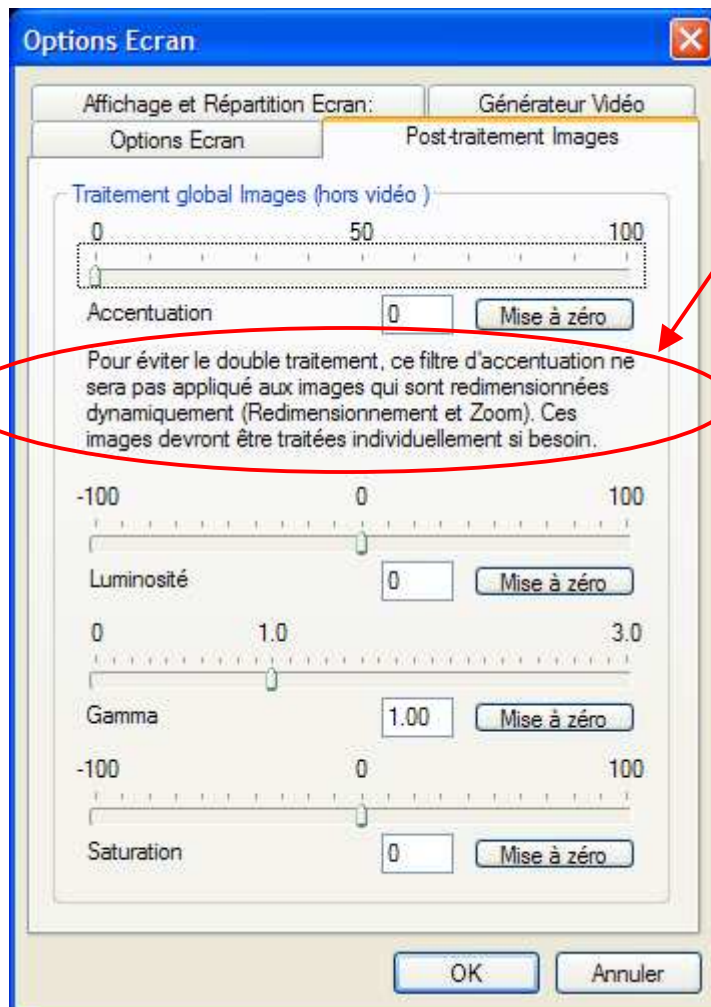 Options Ecran
Affichage et Répartition Ecran:
Générateur Vidéo
Options Ecran
Post-traitement Images
Traitement global Images (hors vidéo )
0 50 100
Accentuation 0 Mise à zéro
Pour éviter le double traitement, ce filtre d'accentuation ne
sera pas appliqué aux images qui sont redimensionnées
dynamiquement (Redimensionnement et Zoom). Ces
images devront être traitées individuellement si besoin.
-100 0 100
Luminosité 0 Mise à zéro
0 1.0 3.0
Gamma 1.00 Mise à zéro
-100 0 100
Saturation 0 Mise à zéro
OK Annuler